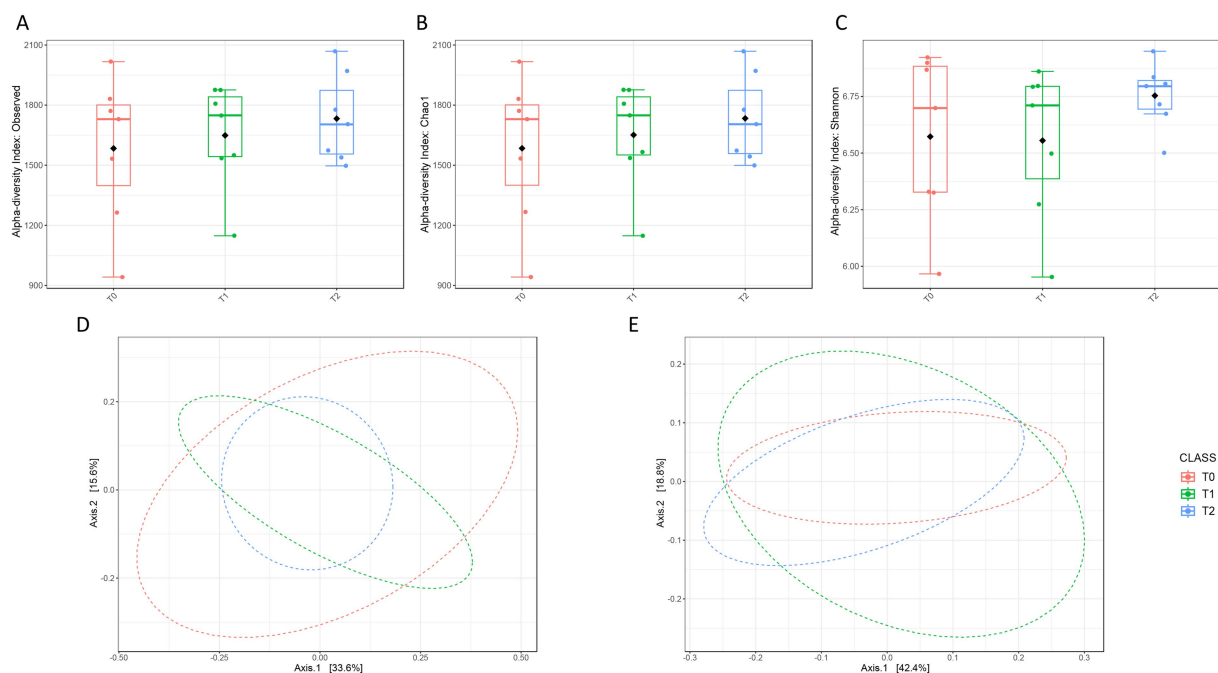 A
B
C
Alpha-diversity Index: Observed
2100
1800
1500
1200
900
T0
T1
T2
Alpha-diversity Index: Chao1
2100
1800
1500
1200
900
T0
T1
T2
Alpha-diversity Index: Shannon
6.75
6.50
6.25
6.00
T0
T1
T2
D
E
Axis.2 [15.6%]
0.2
0.0
-0.2
-0.50
-0.25
0.00
0.25
0.50
Axis.1 [33.6%]
Axis.2 [18.8%]
0.2
0.1
0.0
-0.1
-0.2
-0.3
-0.2
-0.1
0.0
0.1
0.2
0.3
Axis.1 [42.4%]
CLASS
T0
T1
T2